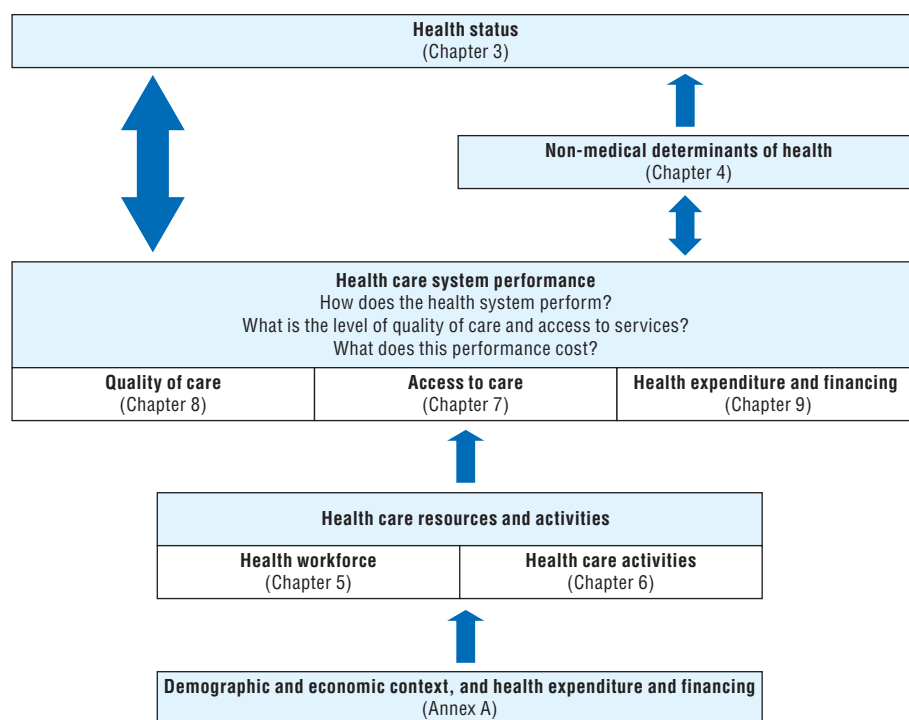 Health status
(Chapter 3)
Non-medical determinants of health
(Chapter 4)
Health care system performance
How does the health system perform?
What is the level of quality of care and access to services?
What does this performance cost?
Quality of care
(Chapter 8)
Access to care
(Chapter 7)
Health expenditure and financing
(Chapter 9)
Health care resources and activities
Health workforce
(Chapter 5)
Health care activities
(Chapter 6)
Demographic and economic context, and health expenditure and financing
(Annex A)